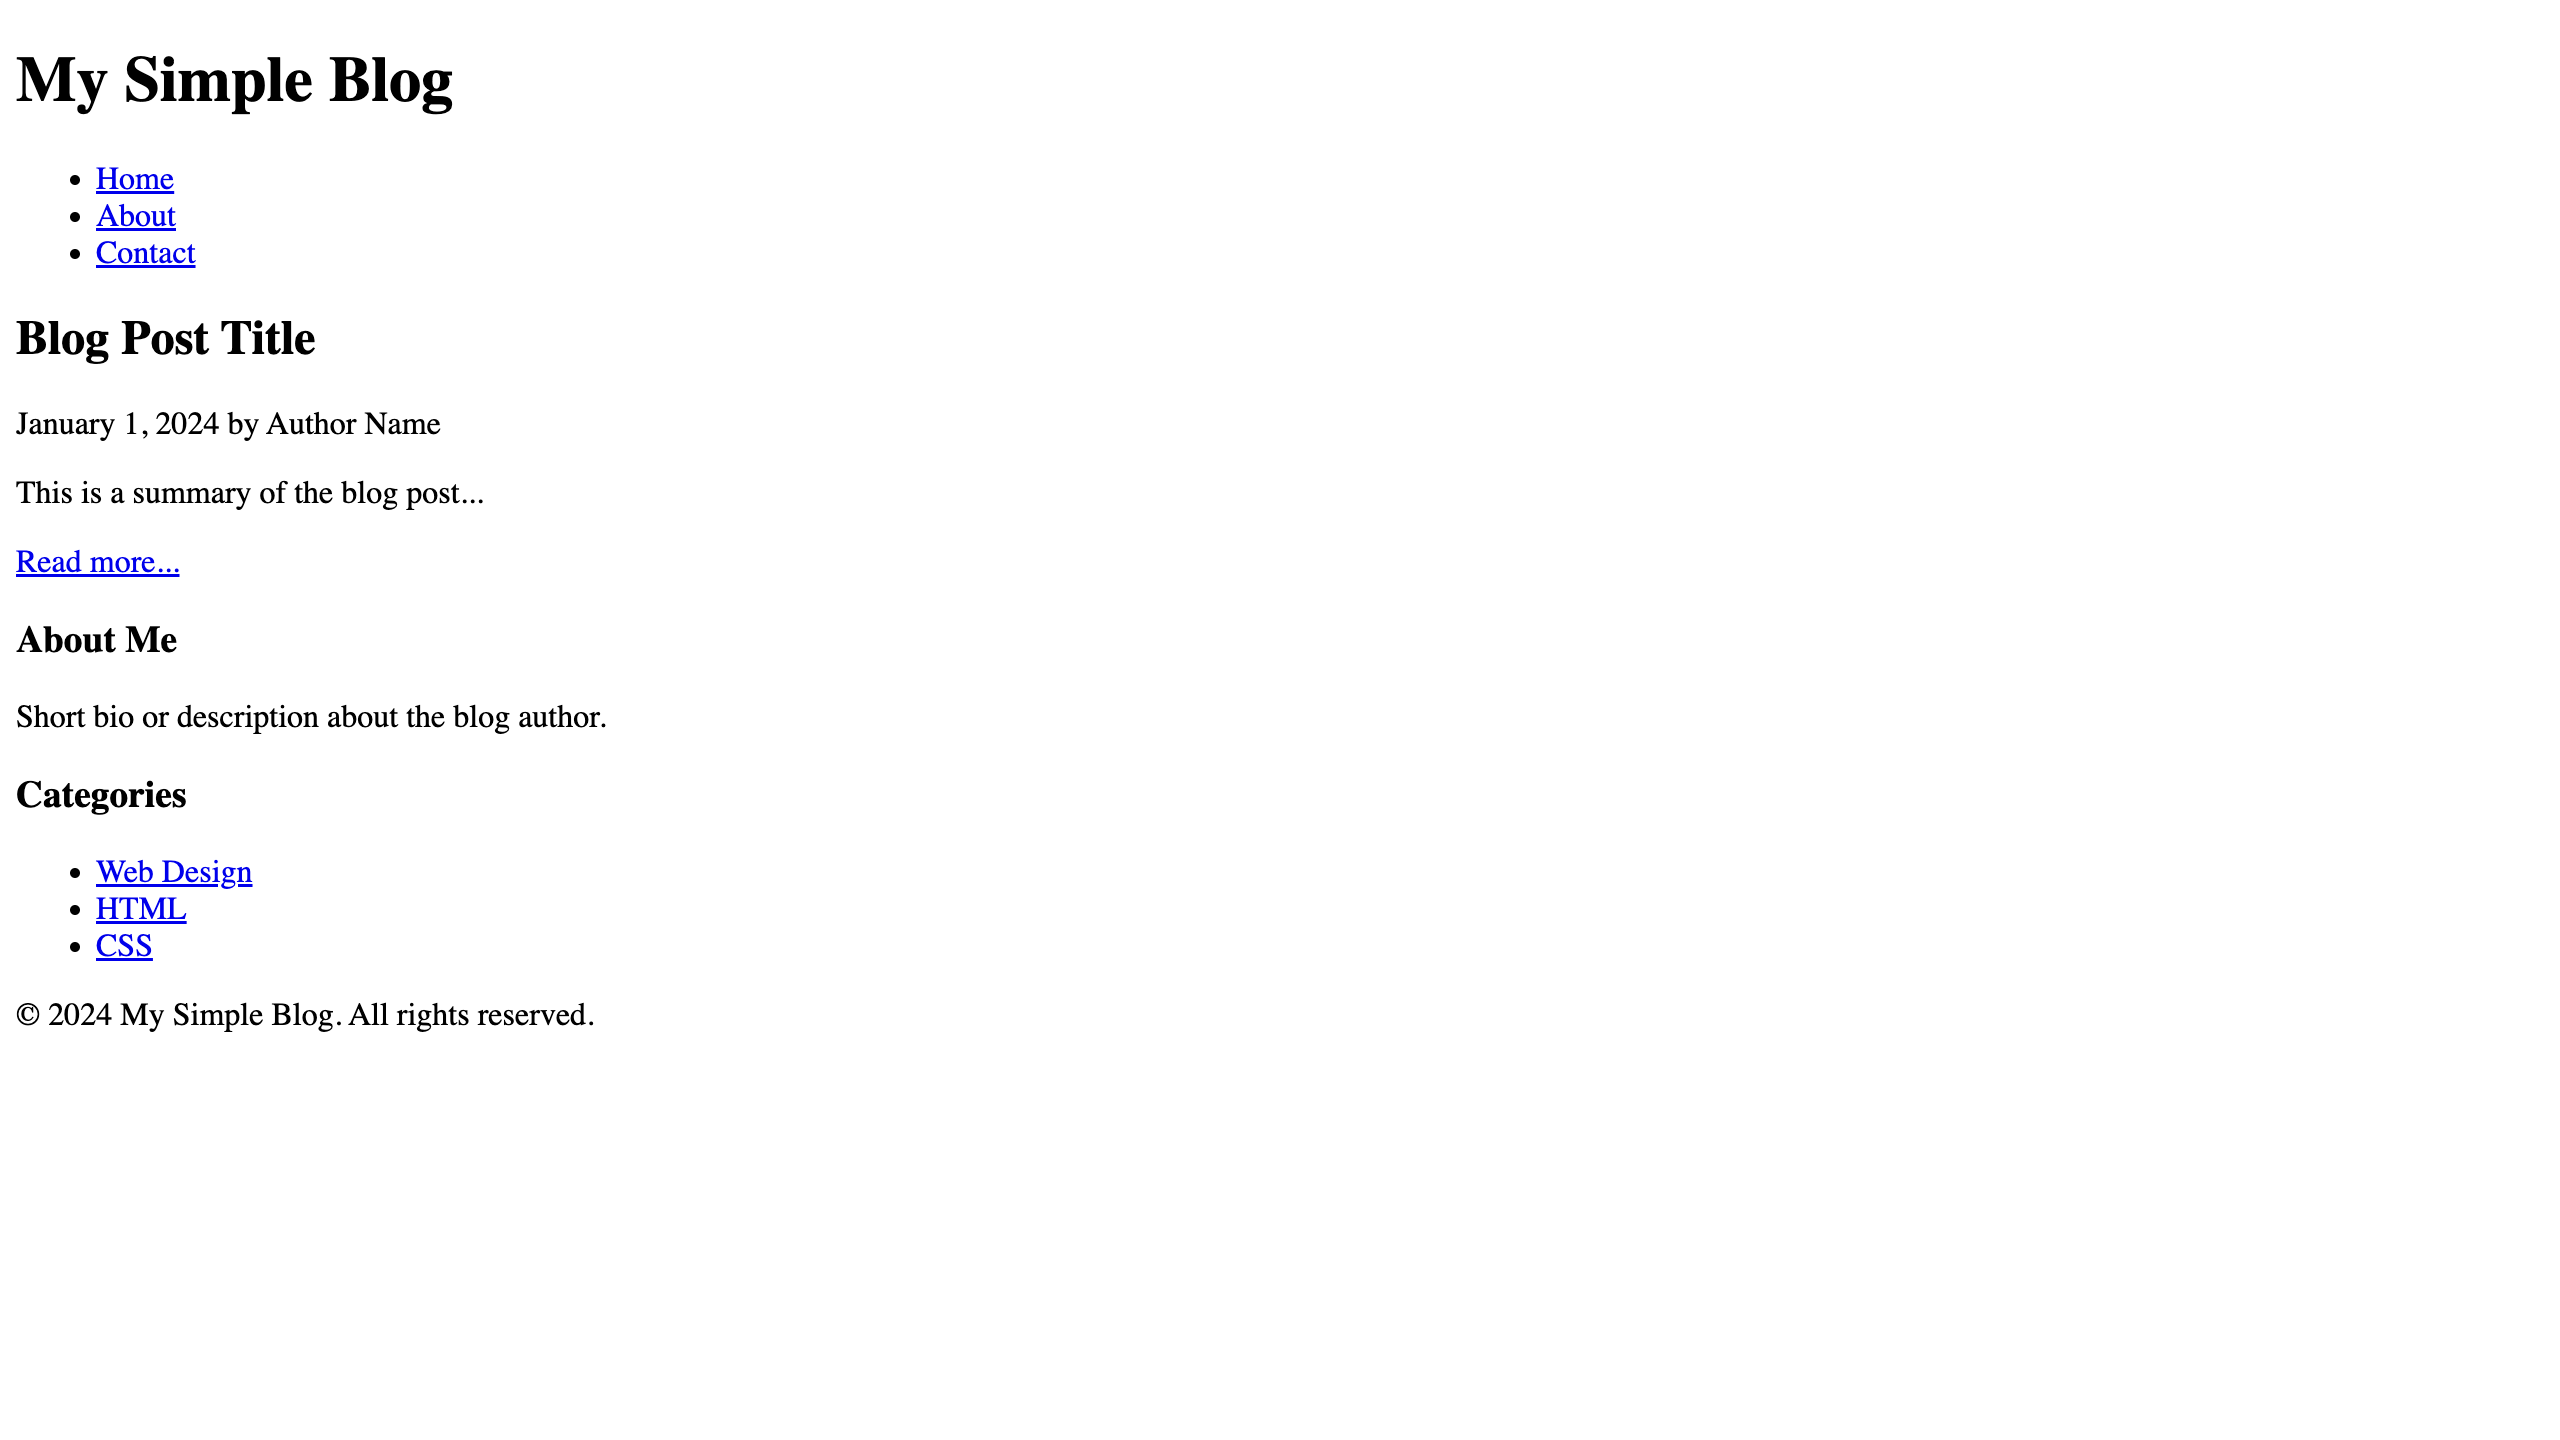 My Simple Blog
Home
About
Contact
Blog Post Title
January 1, 2024 by Author Name
This is a summary of the blog post...
Read more...
About Me
Short bio or description about the blog author.
Categories
Web Design
HTML
CSS
© 2024 My Simple Blog. All rights reserved.